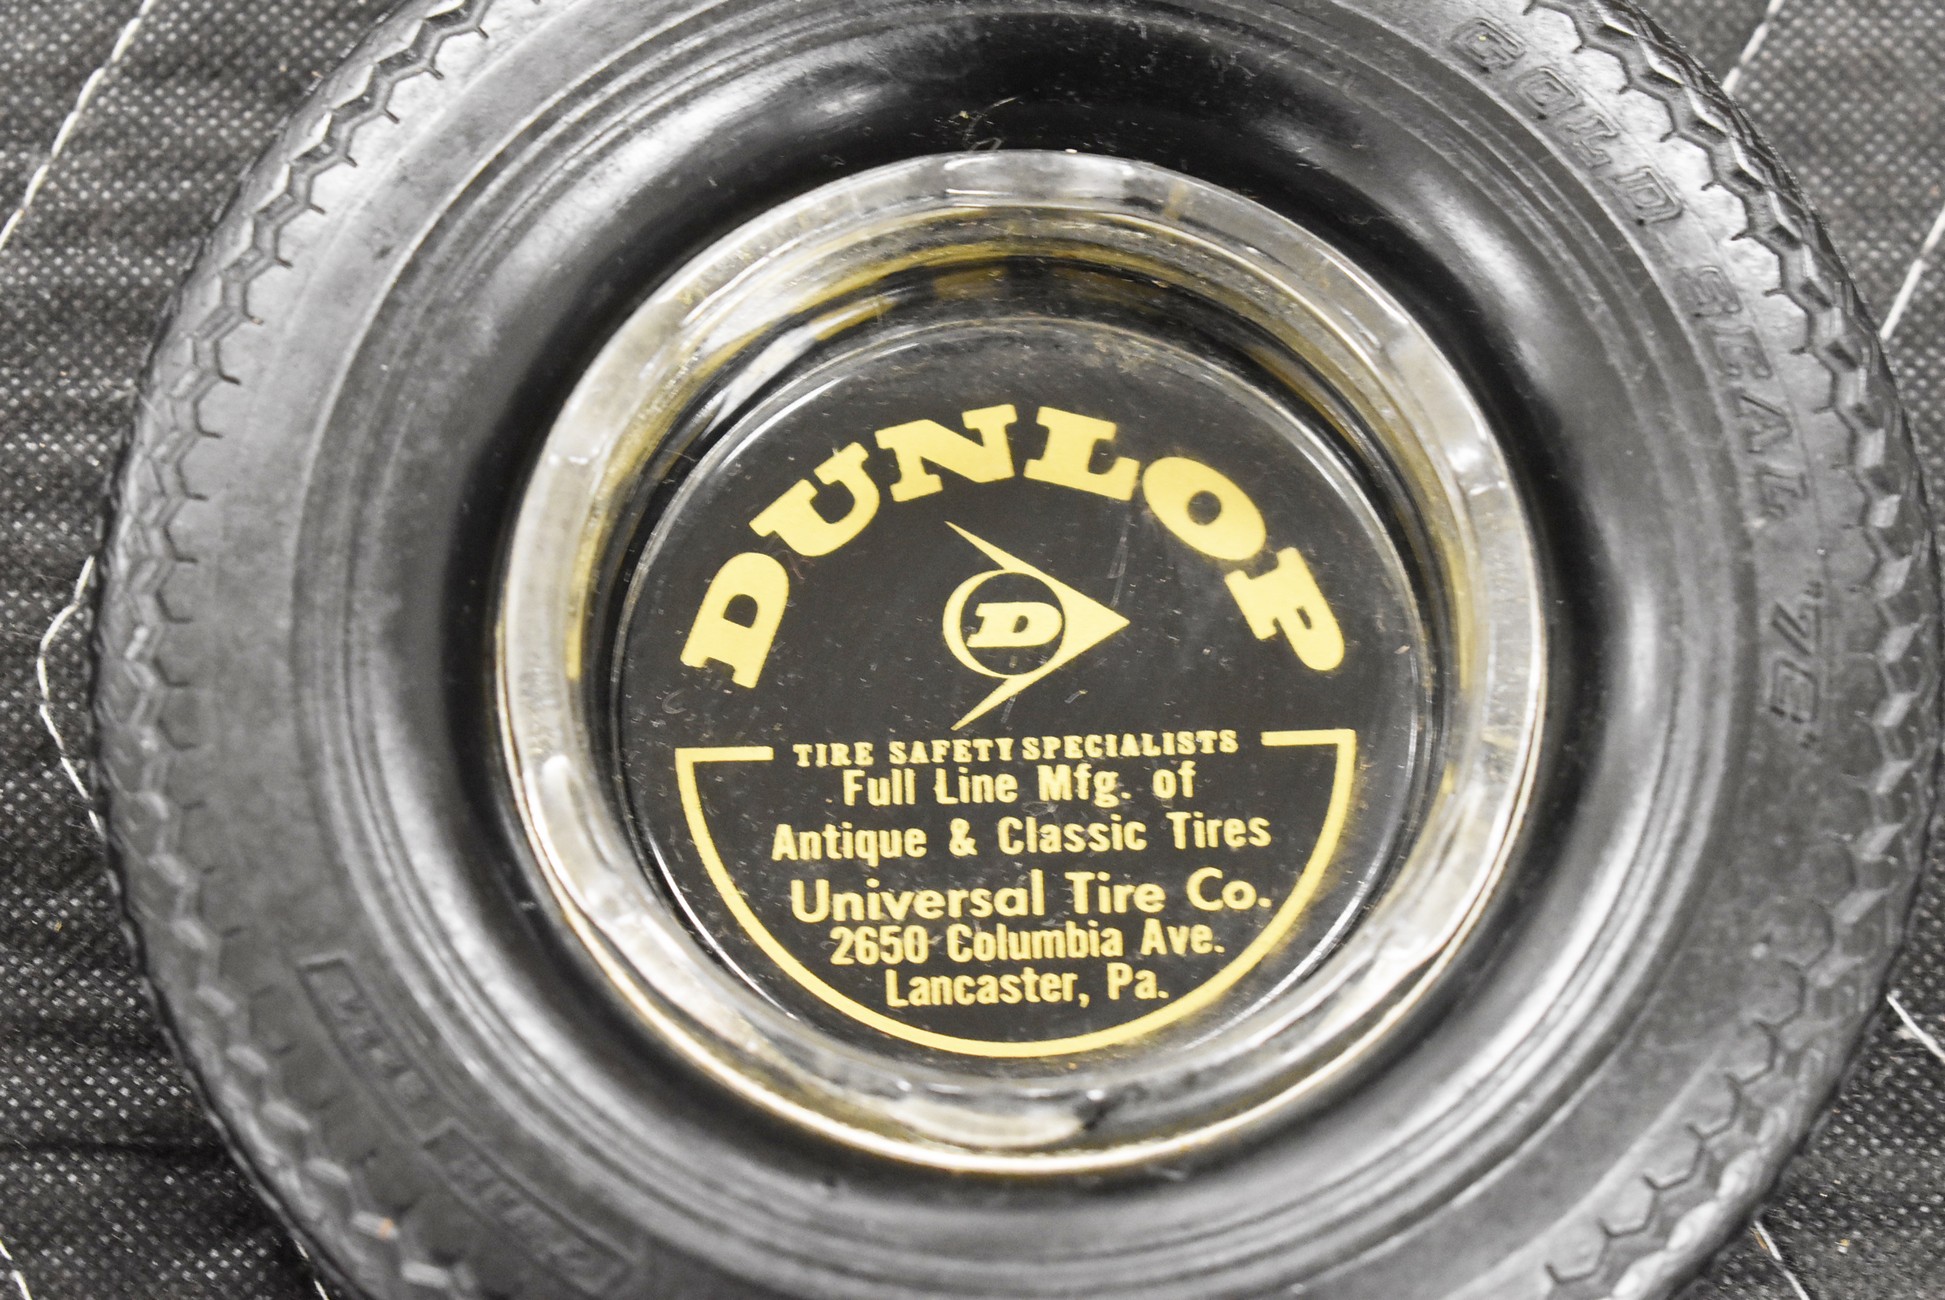 DUNLOP
D
TIRE SAFETY SPECIALISTS
Full Line Mfg. of
Antique & Classic Tires
Universal Tire Co.
2650 Columbia Ave.
Lancaster, Pa.
GOLD SEAL